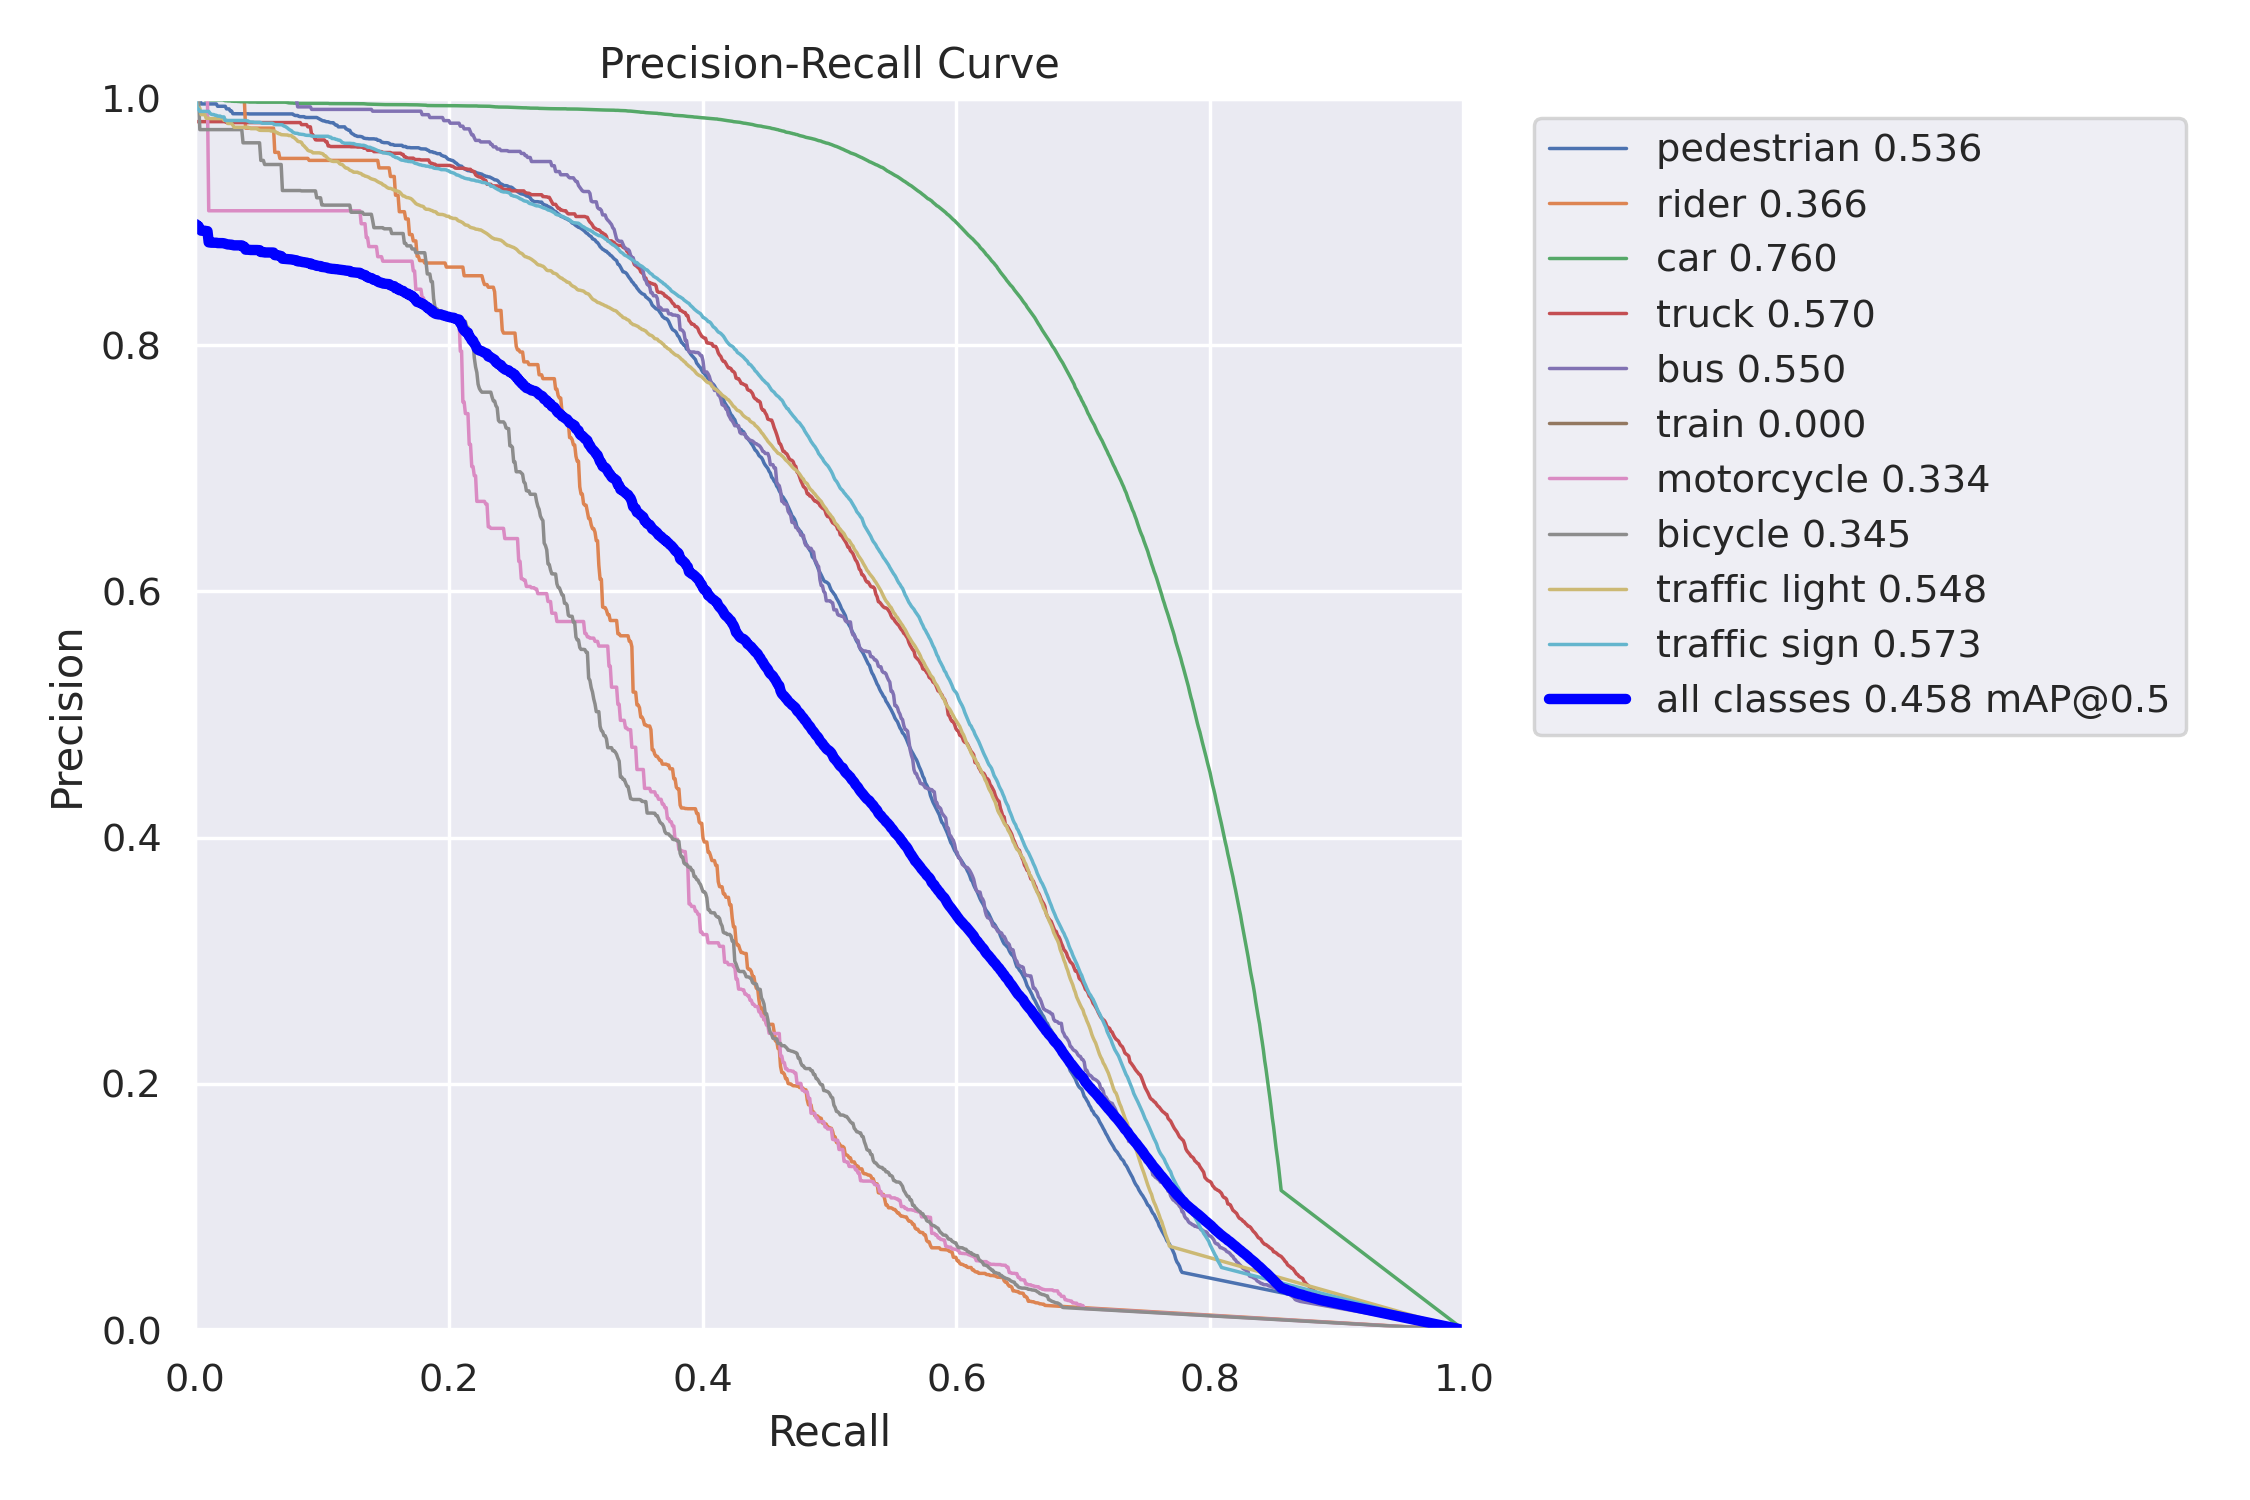 Precision-Recall Curve
1.0
0.8
0.6
0.4
0.2
0.0
Precision
0.0 0.2 0.4 0.6 0.8 1.0
Recall
pedestrian 0.536
rider 0.366
car 0.760
truck 0.570
bus 0.550
train 0.000
motorcycle 0.334
bicycle 0.345
traffic light 0.548
traffic sign 0.573
all classes 0.458 mAP@0.5